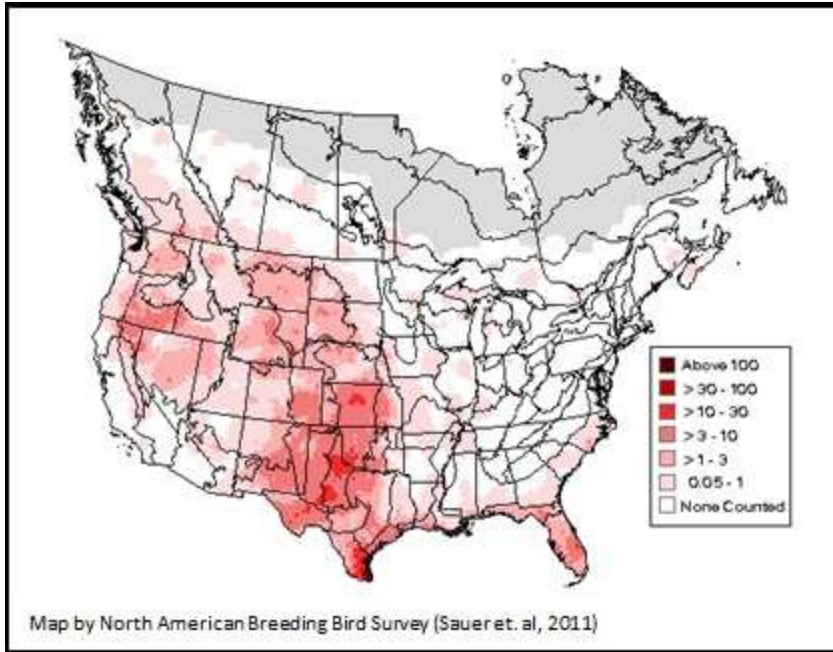 Above 100
> 30 - 100
> 10 - 30
> 3 - 10
> 1 - 3
0.05 - 1
None Counted
Map by North American Breeding Bird Survey (Sauer et. al, 2011)